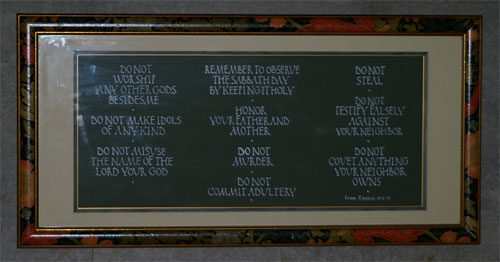 DO NOT
WORSHIP
ANY OTHER GODS
BESIDES ME
DO NOT MAKE IDOLS
OF ANY KIND
DO NOT MISUSE
THE NAME OF THE
LORD YOUR GOD
REMEMBER TO OBSERVE
THE SABBATH DAY
BY KEEPING IT HOLY
HONOR
YOUR FATHER AND
MOTHER
DO NOT
MURDER
DO NOT
COMMIT ADULTERY
DO NOT
STEAL
DO NOT
TESTIFY FALSELY
AGAINST
YOUR NEIGHBOR
DO NOT
COVET ANYTHING
YOUR NEIGHBOR
OWNS
From Exodus